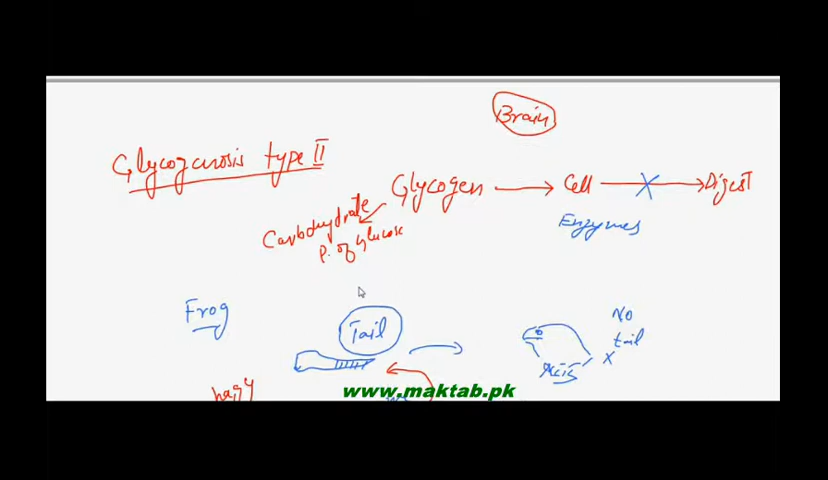 Brain
Glycogenosis type II
Glycogen → Cell → Digest
Carbohydrate
P. of glucose
Enzymes
Frog
Tail
No
tail
x
www.maktab.pk